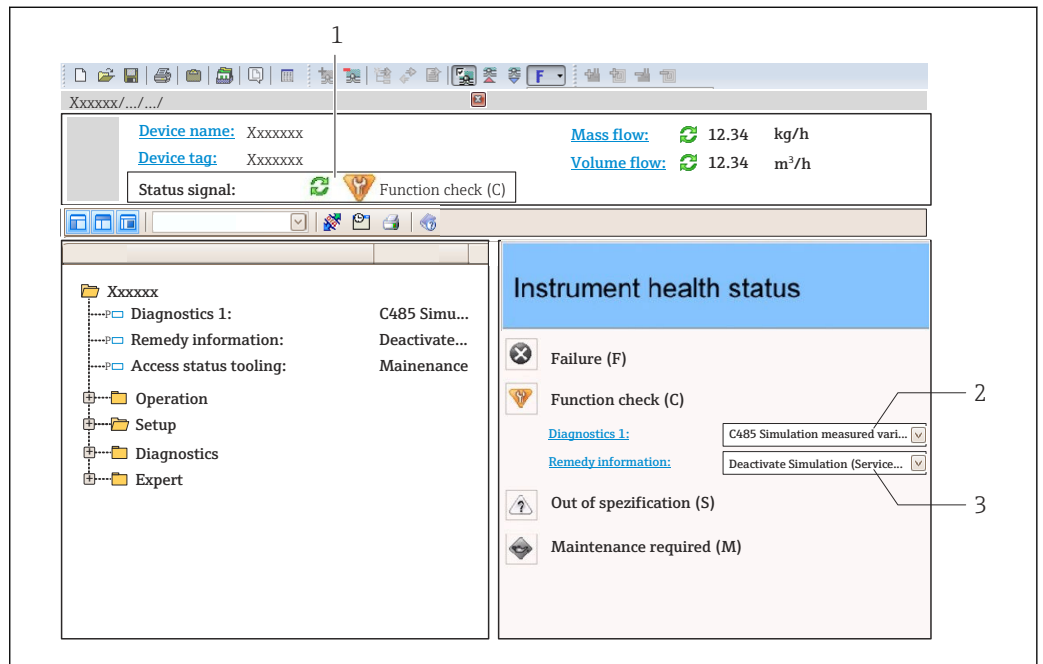 1
F
Xxxxxx/.../.../
Device name: Xxxxxxx
Mass flow: 12.34 kg/h
Device tag: Xxxxxxx
Volume flow: 12.34 m³/h
Status signal: Function check (C)
Xxxxxx
P Diagnostics 1: C485 Simu...
P Remedy information: Deactivate...
P Access status tooling: Mainenance
Operation
Setup
Diagnostics
Expert
Instrument health status
Failure (F)
Function check (C)
Diagnostics 1: C485 Simulation measured vari...
2
Remedy information: Deactivate Simulation (Service...
3
Out of spezification (S)
Maintenance required (M)